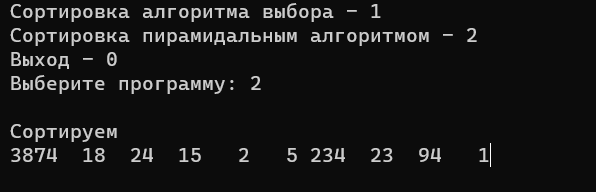 Сортировка алгоритма выбора – 1
Сортировка пирамидальным алгоритмом – 2
Выход – 0
Выберите программу: 2
Сортируем
3874  18  24  15   2   5 234  23  94   1